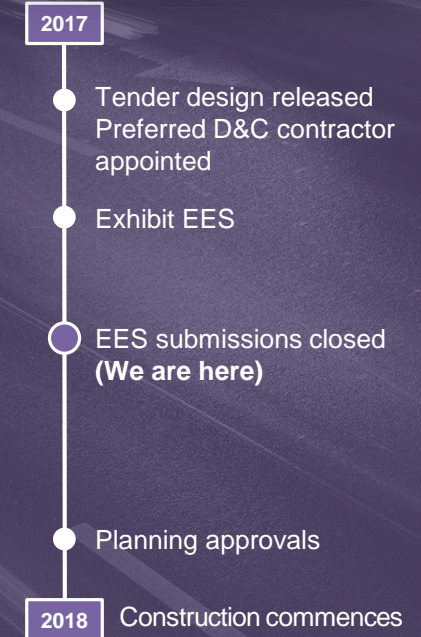 2017
Tender design released
Preferred D&C contractor
appointed
Exhibit EES
EES submissions closed
(We are here)
Planning approvals
2018 Construction commences